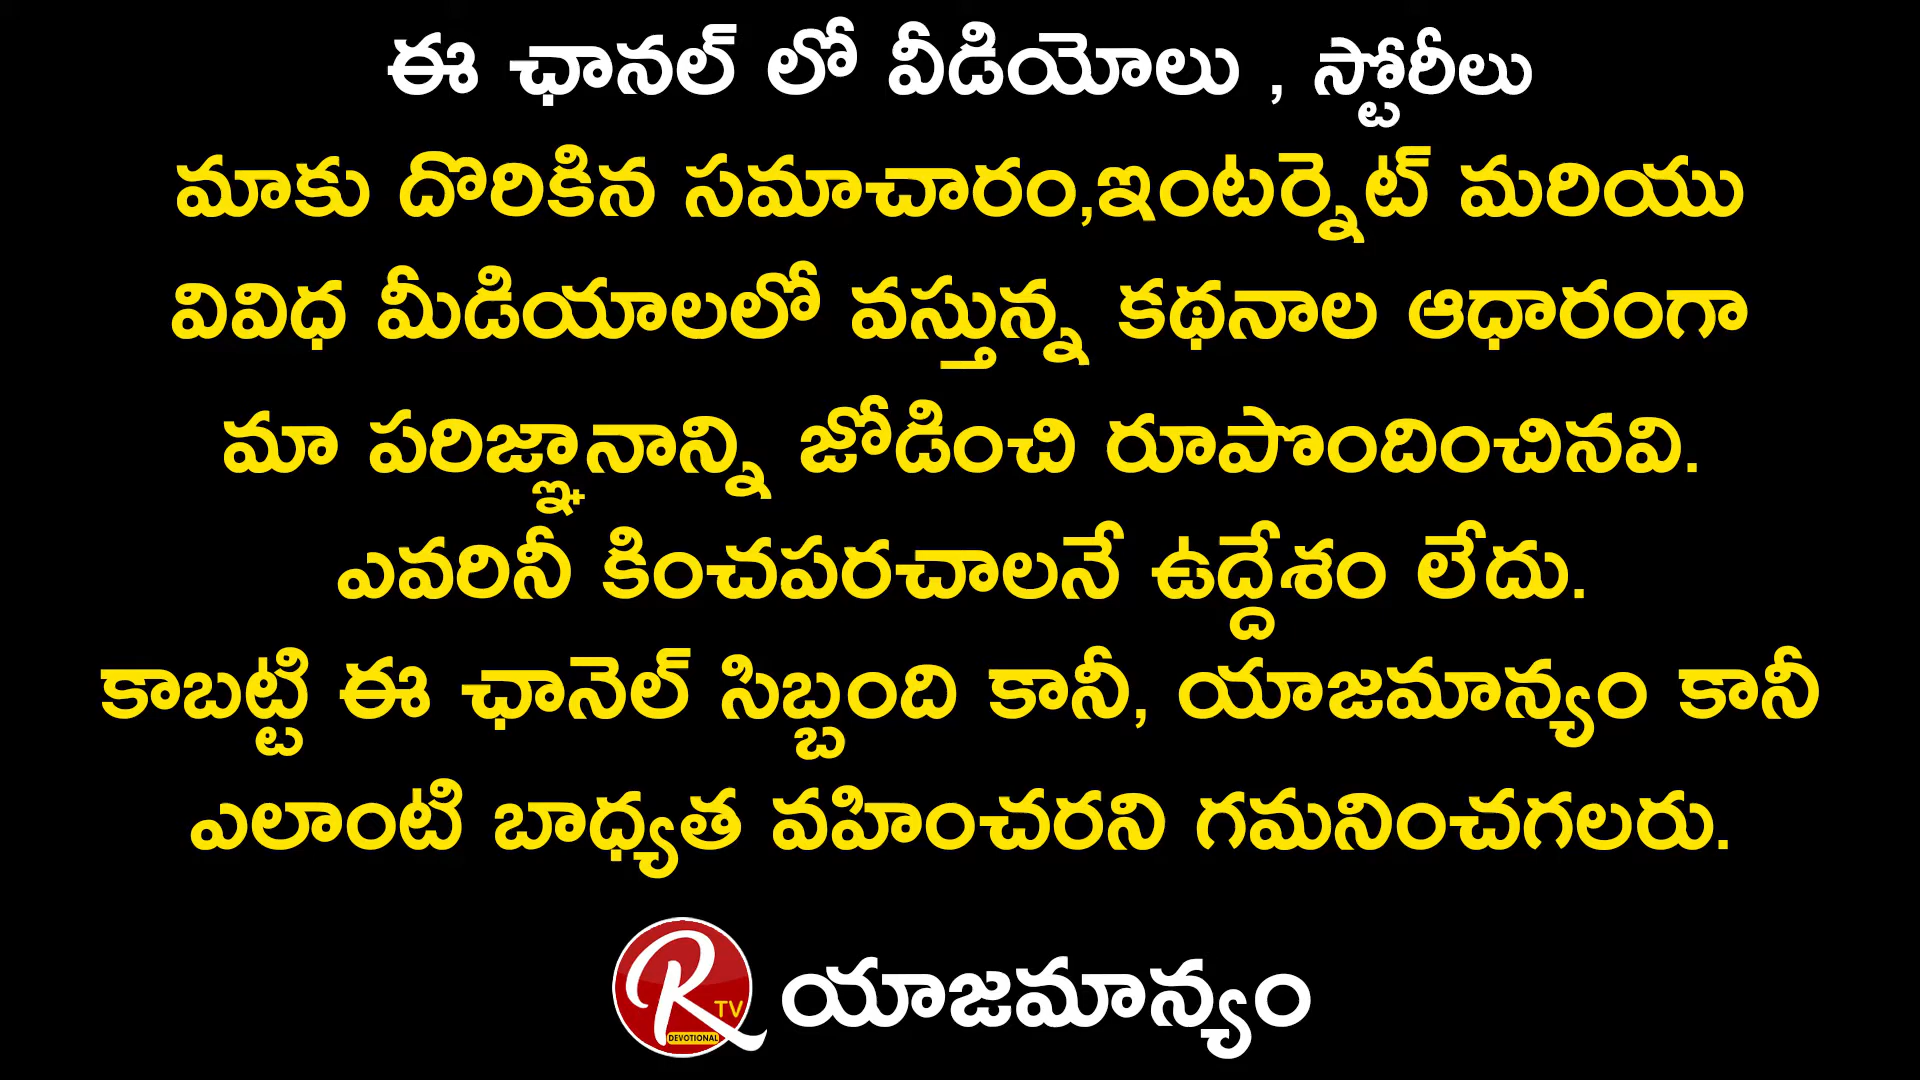 ఈ ఛానల్ లో వీడియోలు , స్టోరీలు
మాకు దొరికిన సమాచారం,ఇంటర్నెట్ మరియు
వివిధ మీడియాలలో వస్తున్న కథనాల ఆధారంగా
మా పరిజ్ఞానాన్ని జోడించి రూపొందించినవి.
ఎవరినీ కించపరచాలనే ఉద్దేశం లేదు.
కాబట్టి ఈ ఛానెల్ సిబ్బంది కానీ, యాజమాన్యం కానీ
ఎలాంటి బాధ్యత వహించరని గమనించగలరు.
R TV DEVOTIONAL యాజమాన్యం